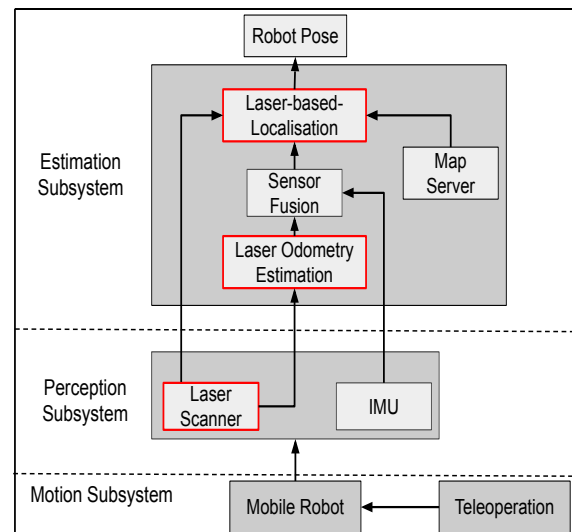 Robot Pose
Laser-based-
Localisation
Estimation
Subsystem
Map
Server
Sensor
Fusion
Laser Odometry
Estimation
Perception
Subsystem
Laser
Scanner
IMU
Motion Subsystem
Mobile Robot
Teleoperation